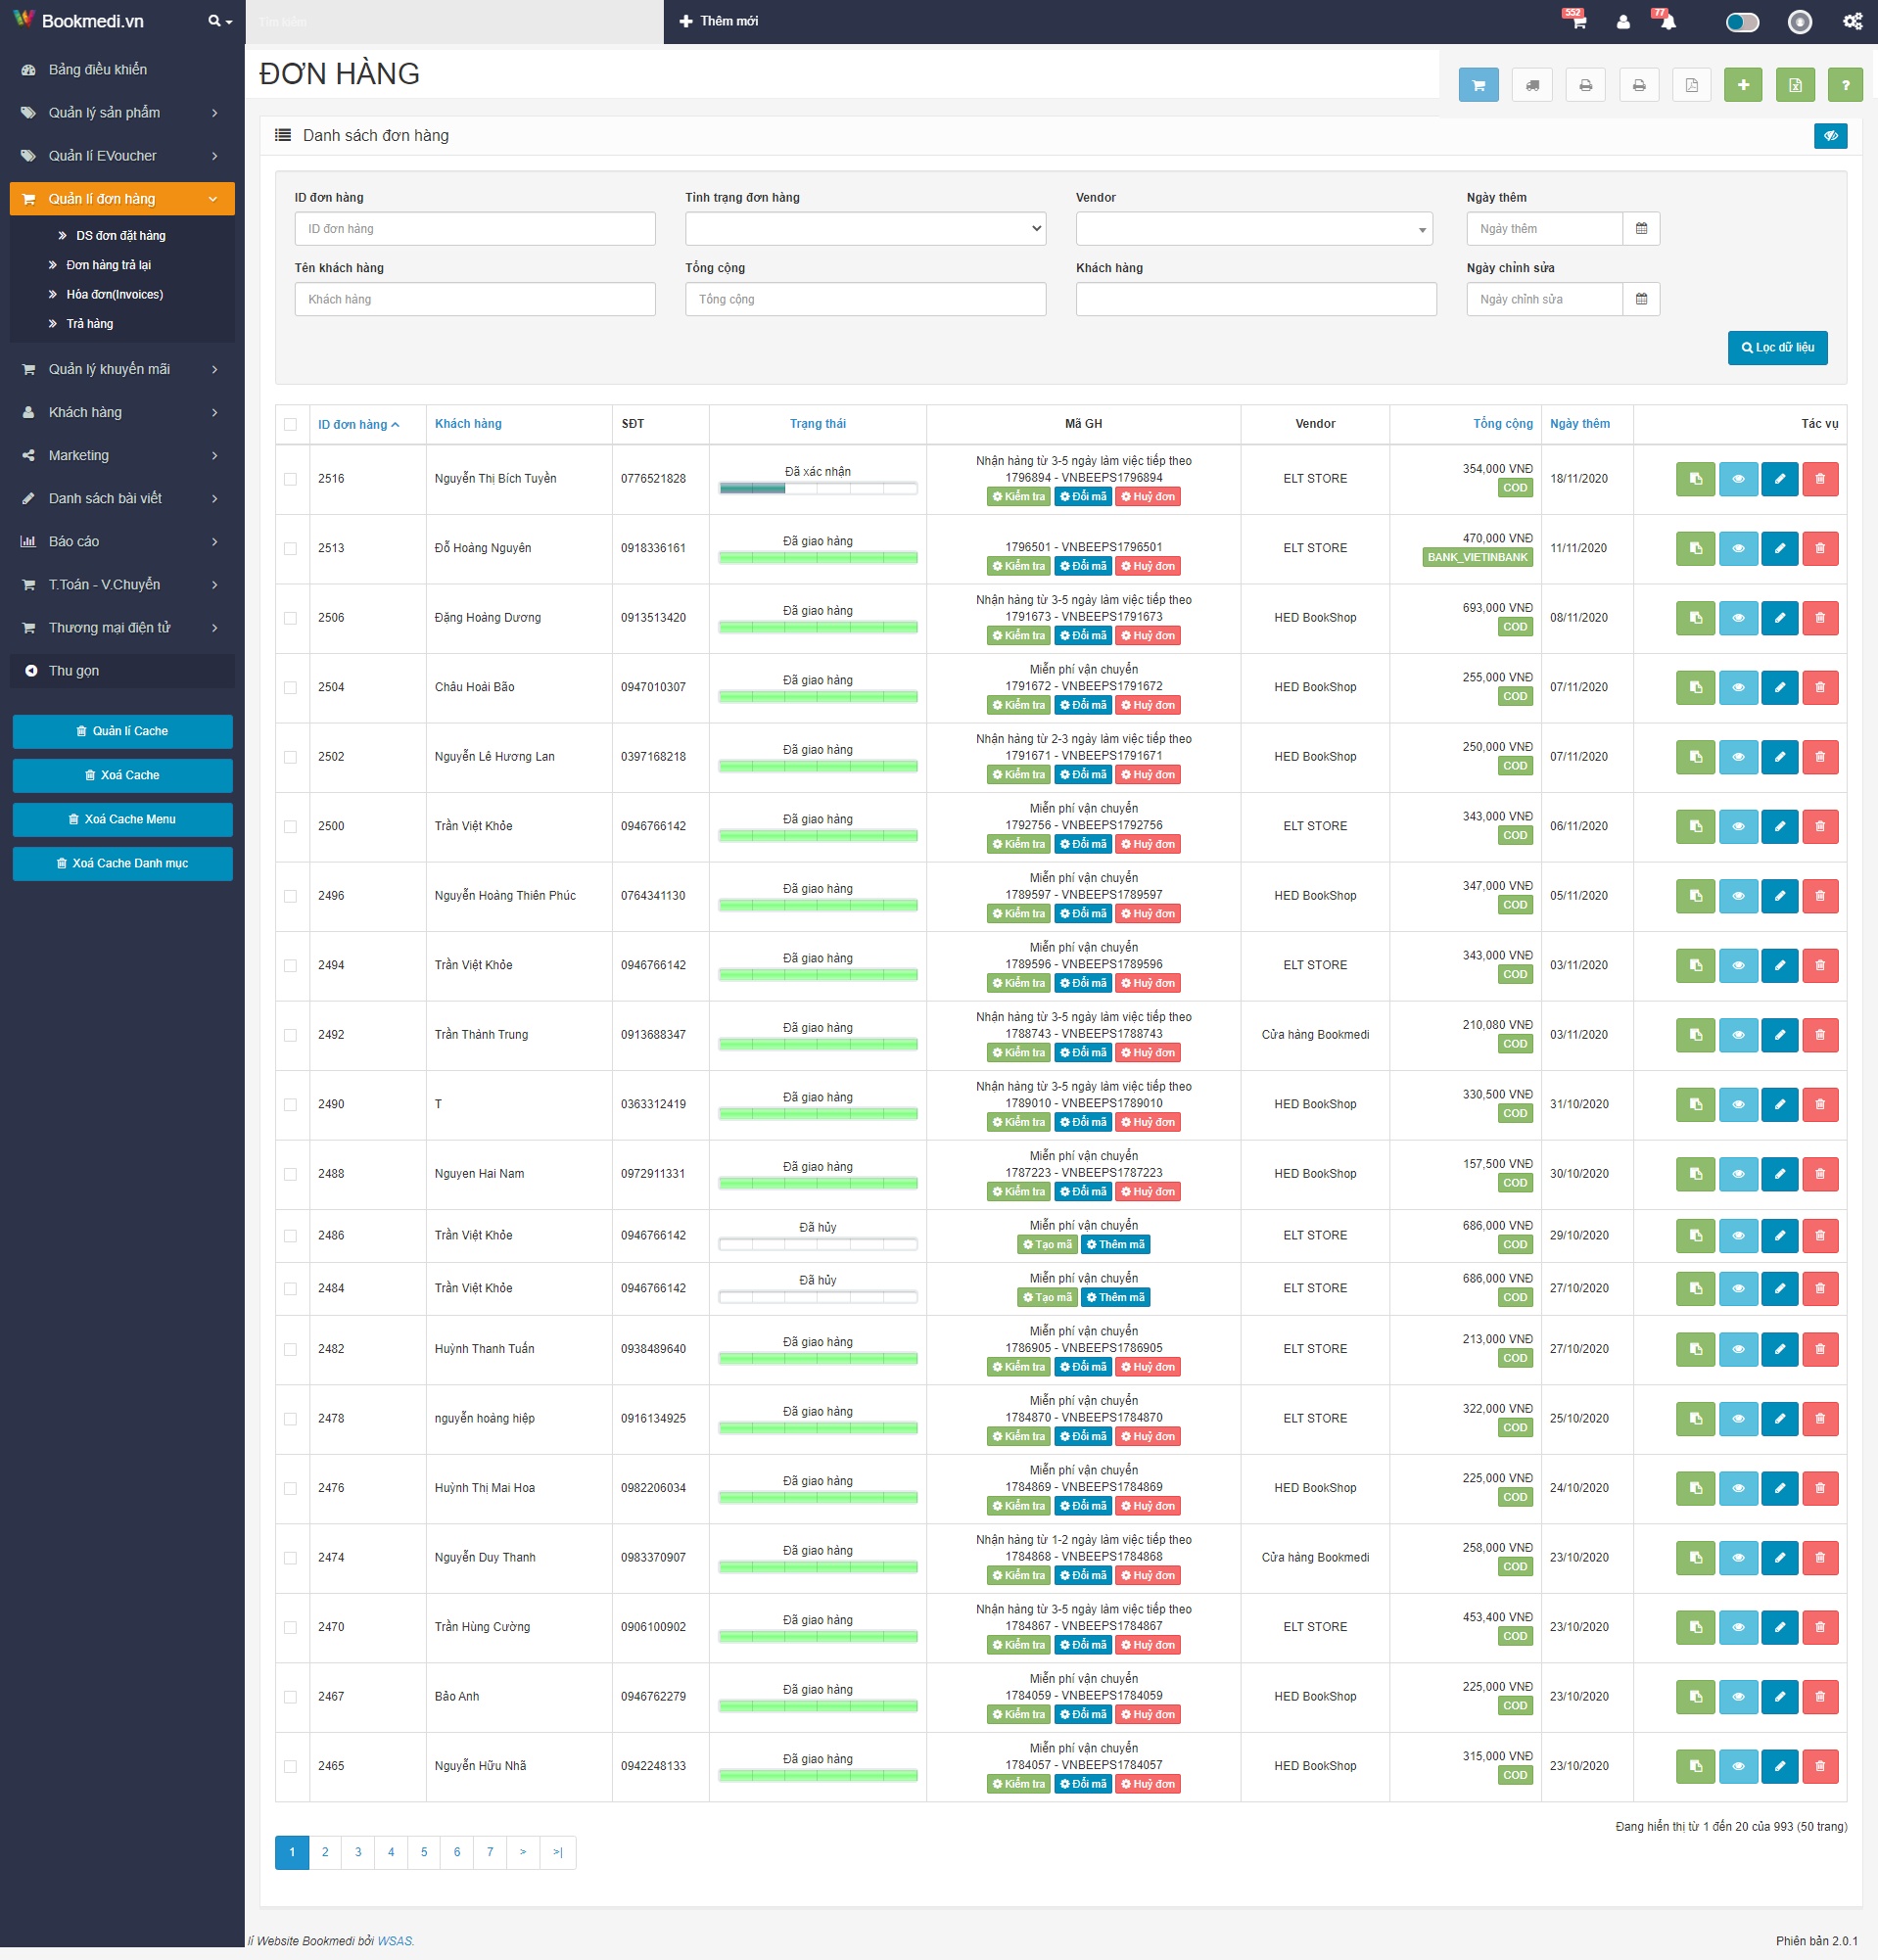 Bookmedi.vn
Tìm kiếm
Thêm mới
552
77
Bảng điều khiển
Quản lý sản phẩm
Quản lí EVoucher
Quản lí đơn hàng
DS đơn đặt hàng
Đơn hàng trả lại
Hóa đơn(Invoices)
Trả hàng
Quản lý khuyến mãi
Khách hàng
Marketing
Danh sách bài viết
Báo cáo
T.Toán - V.Chuyển
Thương mại điện tử
Thu gọn
Quản lí Cache
Xoá Cache
Xoá Cache Menu
Xoá Cache Danh mục
ĐƠN HÀNG
Danh sách đơn hàng
ID đơn hàng Tình trạng đơn hàng Vendor Ngày thêm
ID đơn hàng Ngày thêm
Tên khách hàng Tổng cộng Khách hàng Ngày chỉnh sửa
Khách hàng Tổng cộng Ngày chỉnh sửa
Lọc dữ liệu
ID đơn hàng Khách hàng SĐT Trạng thái Mã GH Vendor Tổng cộng Ngày thêm Tác vụ
Nhận hàng từ 3-5 ngày làm việc tiếp theo
2516 Nguyễn Thị Bích Tuyền 0776521828 Đã xác nhận 1796894 - VNBEEPS1796894 ELT STORE 354,000 VNĐ 18/11/2020
Kiểm tra Đổi mã Huỷ đơn COD
2513 Đỗ Hoàng Nguyên 0918336161 Đã giao hàng 1796501 - VNBEEPS1796501 ELT STORE 470,000 VNĐ 11/11/2020
Kiểm tra Đổi mã Huỷ đơn BANK_VIETINBANK
Nhận hàng từ 3-5 ngày làm việc tiếp theo
2506 Đặng Hoàng Dương 0913513420 Đã giao hàng 1791673 - VNBEEPS1791673 HED BookShop 693,000 VNĐ 08/11/2020
Kiểm tra Đổi mã Huỷ đơn COD
Miễn phí vận chuyển
2504 Châu Hoài Bão 0947010307 Đã giao hàng 1791672 - VNBEEPS1791672 HED BookShop 255,000 VNĐ 07/11/2020
Kiểm tra Đổi mã Huỷ đơn COD
Nhận hàng từ 2-3 ngày làm việc tiếp theo
2502 Nguyễn Lê Hương Lan 0397168218 Đã giao hàng 1791671 - VNBEEPS1791671 HED BookShop 250,000 VNĐ 07/11/2020
Kiểm tra Đổi mã Huỷ đơn COD
Miễn phí vận chuyển
2500 Trần Việt Khỏe 0946766142 Đã giao hàng 1792756 - VNBEEPS1792756 ELT STORE 343,000 VNĐ 06/11/2020
Kiểm tra Đổi mã Huỷ đơn COD
Miễn phí vận chuyển
2496 Nguyễn Hoàng Thiên Phúc 0764341130 Đã giao hàng 1789597 - VNBEEPS1789597 HED BookShop 347,000 VNĐ 05/11/2020
Kiểm tra Đổi mã Huỷ đơn COD
Miễn phí vận chuyển
2494 Trần Việt Khỏe 0946766142 Đã giao hàng 1789596 - VNBEEPS1789596 ELT STORE 343,000 VNĐ 03/11/2020
Kiểm tra Đổi mã Huỷ đơn COD
Nhận hàng từ 3-5 ngày làm việc tiếp theo
2492 Trần Thành Trung 0913688347 Đã giao hàng 1788743 - VNBEEPS1788743 Cửa hàng Bookmedi 210,080 VNĐ 03/11/2020
Kiểm tra Đổi mã Huỷ đơn COD
Nhận hàng từ 3-5 ngày làm việc tiếp theo
2490 T 0363312419 Đã giao hàng 1789010 - VNBEEPS1789010 HED BookShop 330,500 VNĐ 31/10/2020
Kiểm tra Đổi mã Huỷ đơn COD
Miễn phí vận chuyển
2488 Nguyen Hai Nam 0972911331 Đã giao hàng 1787223 - VNBEEPS1787223 HED BookShop 157,500 VNĐ 30/10/2020
Kiểm tra Đổi mã Huỷ đơn COD
2486 Trần Việt Khỏe 0946766142 Đã hủy Miễn phí vận chuyển ELT STORE 686,000 VNĐ 29/10/2020
Tạo mã Thêm mã COD
2484 Trần Việt Khỏe 0946766142 Đã hủy Miễn phí vận chuyển ELT STORE 686,000 VNĐ 27/10/2020
Tạo mã Thêm mã COD
Miễn phí vận chuyển
2482 Huỳnh Thanh Tuấn 0938489640 Đã giao hàng 1786905 - VNBEEPS1786905 ELT STORE 213,000 VNĐ 27/10/2020
Kiểm tra Đổi mã Huỷ đơn COD
Miễn phí vận chuyển
2478 nguyễn hoàng hiệp 0916134925 Đã giao hàng 1784870 - VNBEEPS1784870 ELT STORE 322,000 VNĐ 25/10/2020
Kiểm tra Đổi mã Huỷ đơn COD
Miễn phí vận chuyển
2476 Huỳnh Thị Mai Hoa 0982206034 Đã giao hàng 1784869 - VNBEEPS1784869 HED BookShop 225,000 VNĐ 24/10/2020
Kiểm tra Đổi mã Huỷ đơn COD
Nhận hàng từ 1-2 ngày làm việc tiếp theo
2474 Nguyễn Duy Thanh 0983370907 Đã giao hàng 1784868 - VNBEEPS1784868 Cửa hàng Bookmedi 258,000 VNĐ 23/10/2020
Kiểm tra Đổi mã Huỷ đơn COD
Nhận hàng từ 3-5 ngày làm việc tiếp theo
2470 Trần Hùng Cường 0906100902 Đã giao hàng 1784867 - VNBEEPS1784867 ELT STORE 453,400 VNĐ 23/10/2020
Kiểm tra Đổi mã Huỷ đơn COD
Miễn phí vận chuyển
2467 Bảo Anh 0946762279 Đã giao hàng 1784059 - VNBEEPS1784059 HED BookShop 225,000 VNĐ 23/10/2020
Kiểm tra Đổi mã Huỷ đơn COD
Miễn phí vận chuyển
2465 Nguyễn Hữu Nhã 0942248133 Đã giao hàng 1784057 - VNBEEPS1784057 HED BookShop 315,000 VNĐ 23/10/2020
Kiểm tra Đổi mã Huỷ đơn COD
Đang hiển thị từ 1 đến 20 của 993 (50 trang)
1 2 3 4 5 6 7 > >|
lí Website Bookmedi bởi WSAS.
Phiên bản 2.0.1